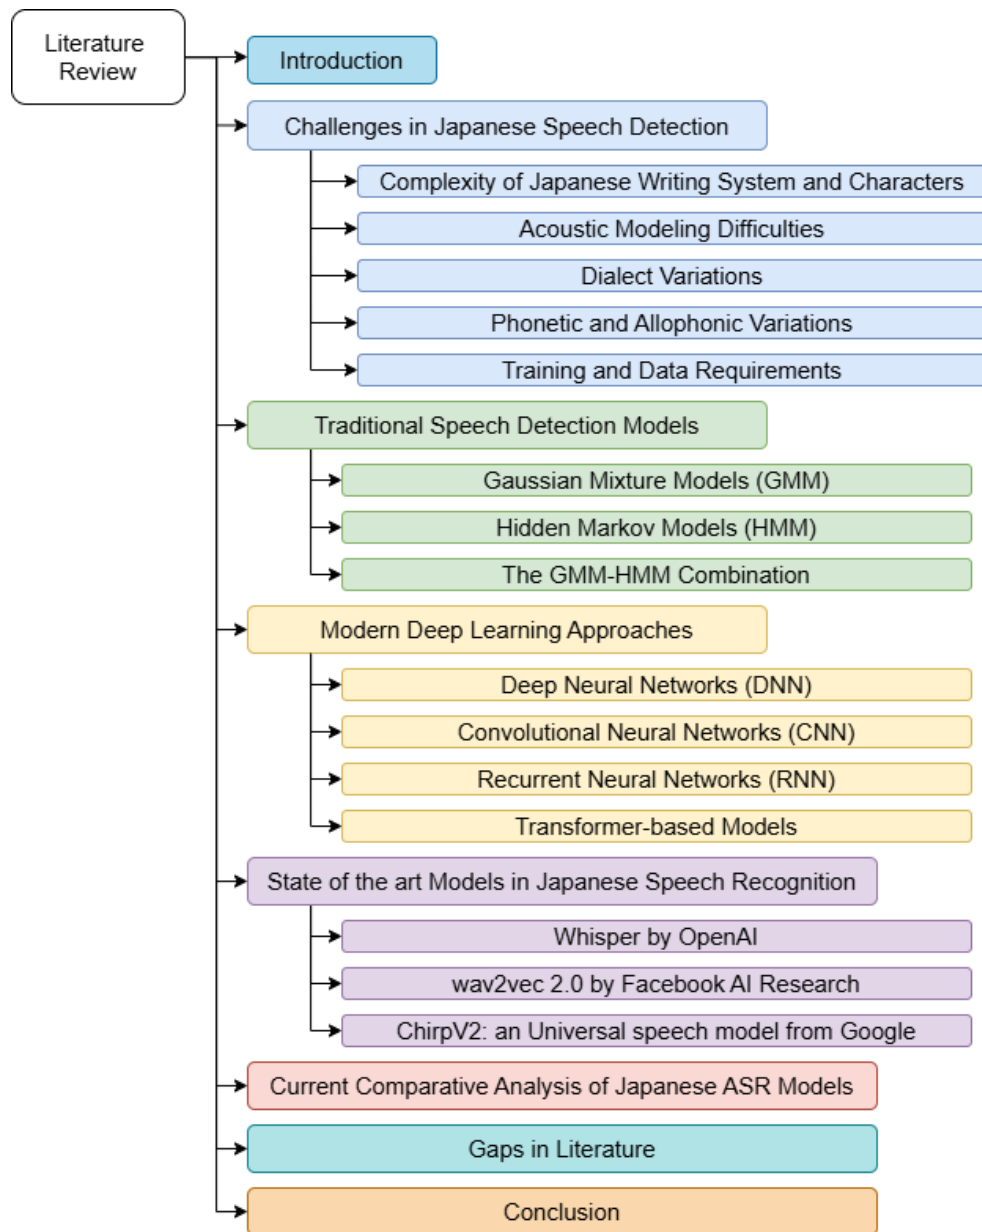 Literature
Review
Introduction
Challenges in Japanese Speech Detection
Complexity of Japanese Writing System and Characters
Acoustic Modeling Difficulties
Dialect Variations
Phonetic and Allophonic Variations
Training and Data Requirements
Traditional Speech Detection Models
Gaussian Mixture Models (GMM)
Hidden Markov Models (HMM)
The GMM-HMM Combination
Modern Deep Learning Approaches
Deep Neural Networks (DNN)
Convolutional Neural Networks (CNN)
Recurrent Neural Networks (RNN)
Transformer-based Models
State of the art Models in Japanese Speech Recognition
Whisper by OpenAI
wav2vec 2.0 by Facebook AI Research
ChirpV2: an Universal speech model from Google
Current Comparative Analysis of Japanese ASR Models
Gaps in Literature
Conclusion